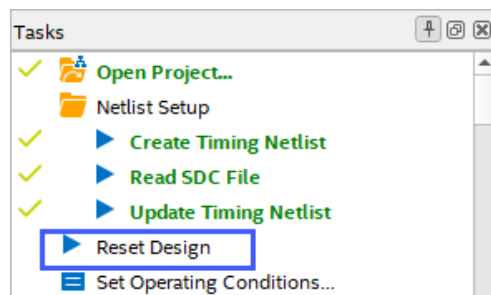 Tasks
Open Project...
Netlist Setup
Create Timing Netlist
Read SDC File
Update Timing Netlist
Reset Design
Set Operating Conditions...